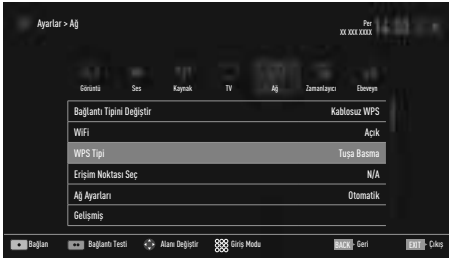 Ayarlar > Ağ
Per
XX XXX XXXX
Görüntü Ses Kaynak TV Ağ Zamanlayıcı Ebeveyn
Bağlantı Tipini Değiştir Kablosuz WPS
WiFi Açık
WPS Tipi Tuşa Basma
Erişim Noktası Seç N/A
Ağ Ayarları Otomatik
Gelişmiş
Bağlan Bağlantı Testi Alanı Değiştir Giriş Modu BACK - Geri EXIT - Çıkış